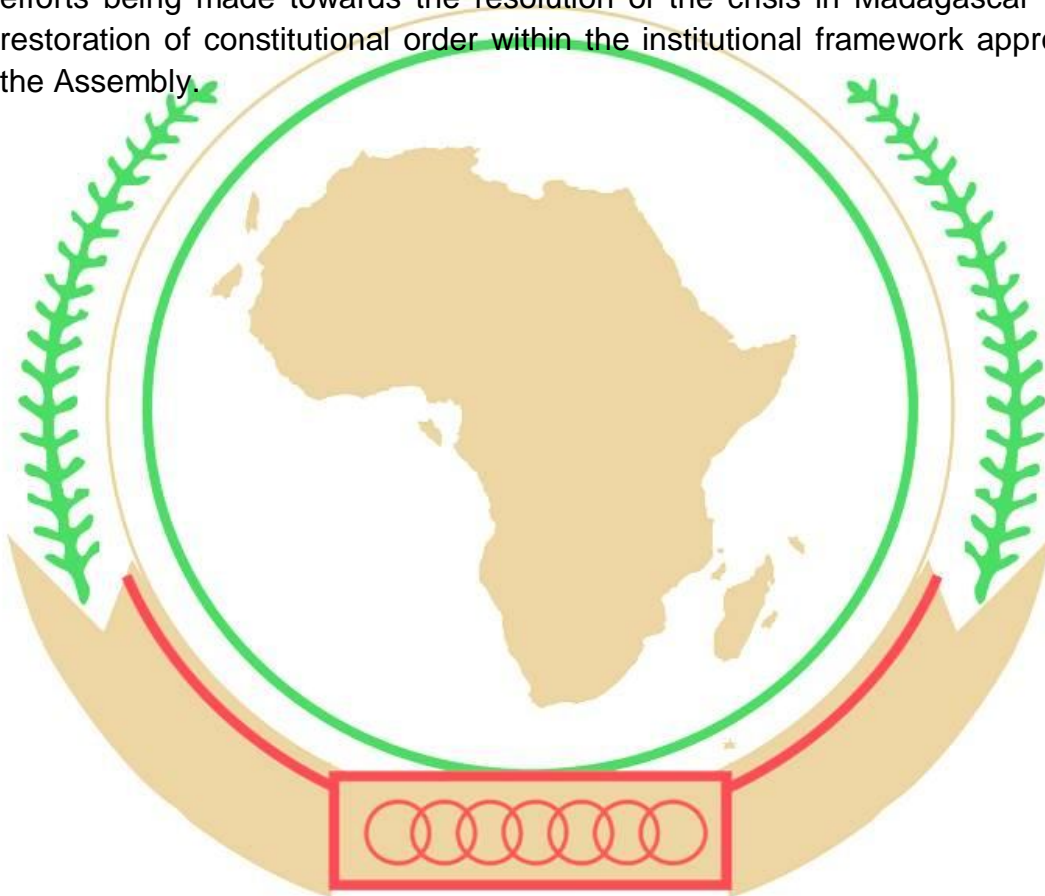 efforts being made towards the resolution of the crisis in Madagascar
restoration of constitutional order within the institutional framework
the Assembly.